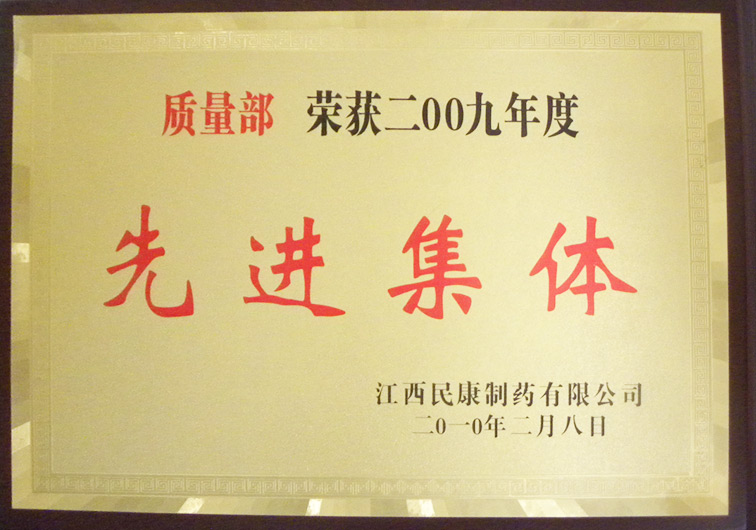 质量部 荣获二00九年度
先进集体
江西民康制药有限公司
二0一0年二月八日